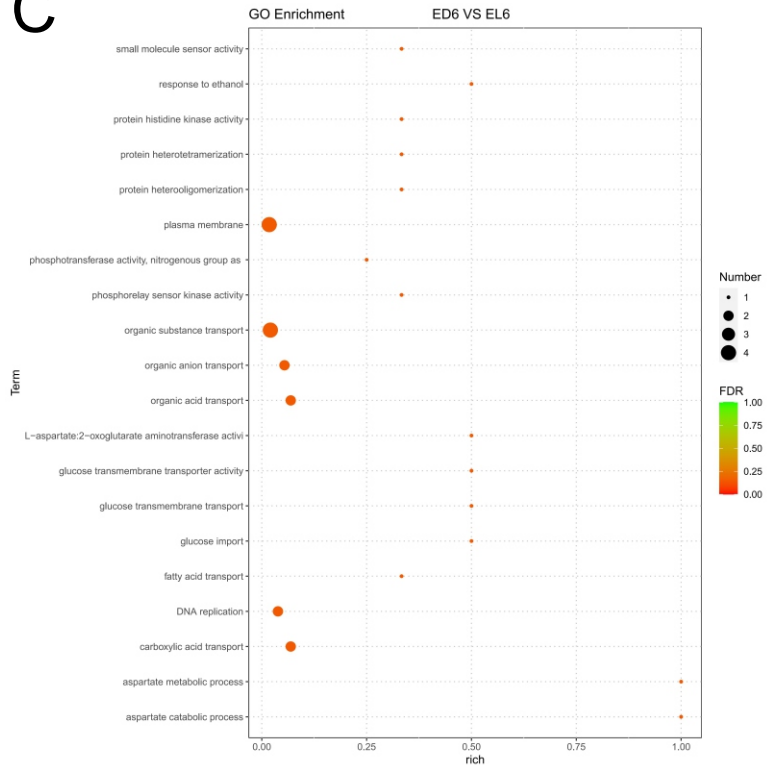 C
GO Enrichment ED6 VS EL6
small molecule sensor activity
response to ethanol
protein histidine kinase activity
protein heterotetramerization
protein heterooligomerization
plasma membrane
phosphotransferase activity, nitrogenous group as
phosphorelay sensor kinase activity
organic substance transport
organic anion transport
organic acid transport
L−aspartate:2−oxoglutarate aminotransferase activi
glucose transmembrane transporter activity
glucose transmembrane transport
glucose import
fatty acid transport
DNA replication
carboxylic acid transport
aspartate metabolic process
aspartate catabolic process
Term
0.00 0.25 0.50 0.75 1.00
rich
Number
1
2
3
4
FDR
1.00
0.75
0.50
0.25
0.00